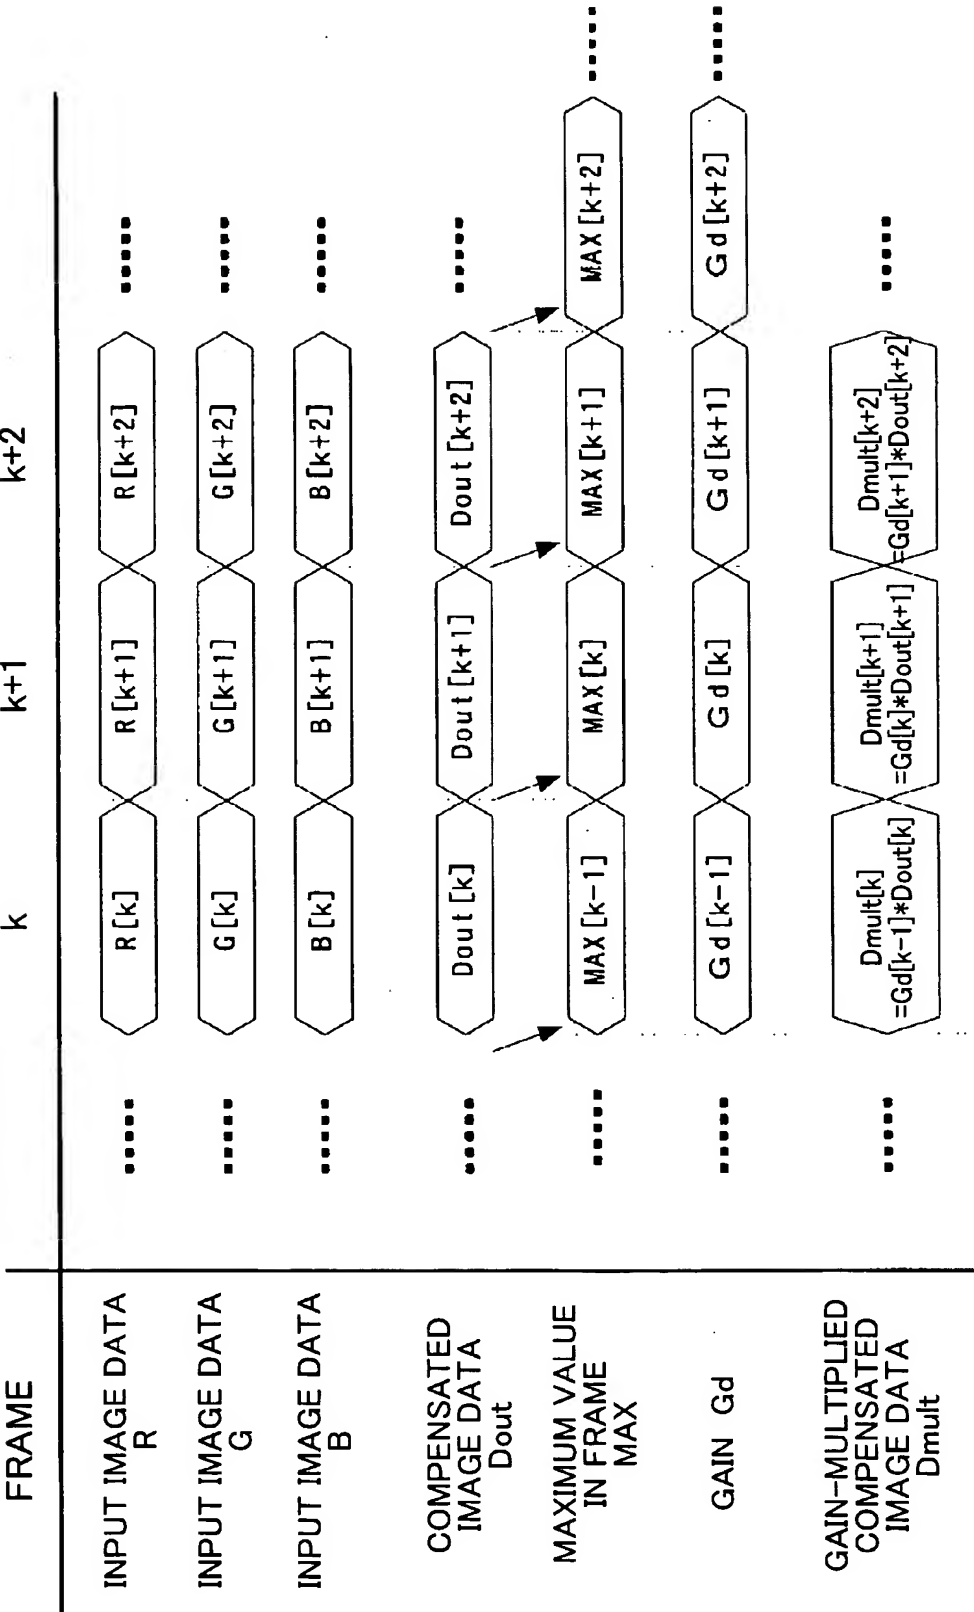 FRAME
k
k+1
k+2
INPUT IMAGE DATA
R
R[k]
R[k+1]
R[k+2]
INPUT IMAGE DATA
G
G[k]
G[k+1]
G[k+2]
INPUT IMAGE DATA
B
B[k]
B[k+1]
B[k+2]
COMPENSATED
IMAGE DATA
Dout
Dout[k]
Dout[k+1]
Dout[k+2]
MAXIMUM VALUE
IN FRAME
MAX
MAX[k-1]
MAX[k]
MAX[k+1]
MAX[k+2]
GAIN Gd
Gd[k-1]
Gd[k]
Gd[k+1]
Gd[k+2]
GAIN-MULTIPLIED
COMPENSATED
IMAGE DATA
Dmult
Dmult[k]
=Gd[k-1]*Dout[k]
Dmult[k+1]
=Gd[k]*Dout[k+1]
Dmult[k+2]
=Gd[k+1]*Dout[k+2]